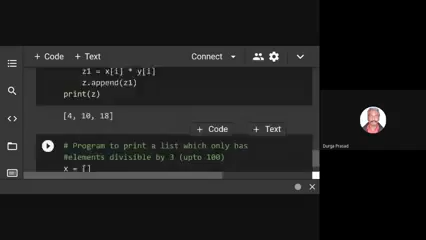 + Code + Text Connect
z1 = x[i] * y[i]
z.append(z1)
print(z)
[4, 10, 18]
+ Code + Text
# Program to print a list which only has
#elements divisible by 3 (upto 100)
x = []
Durga Prasad